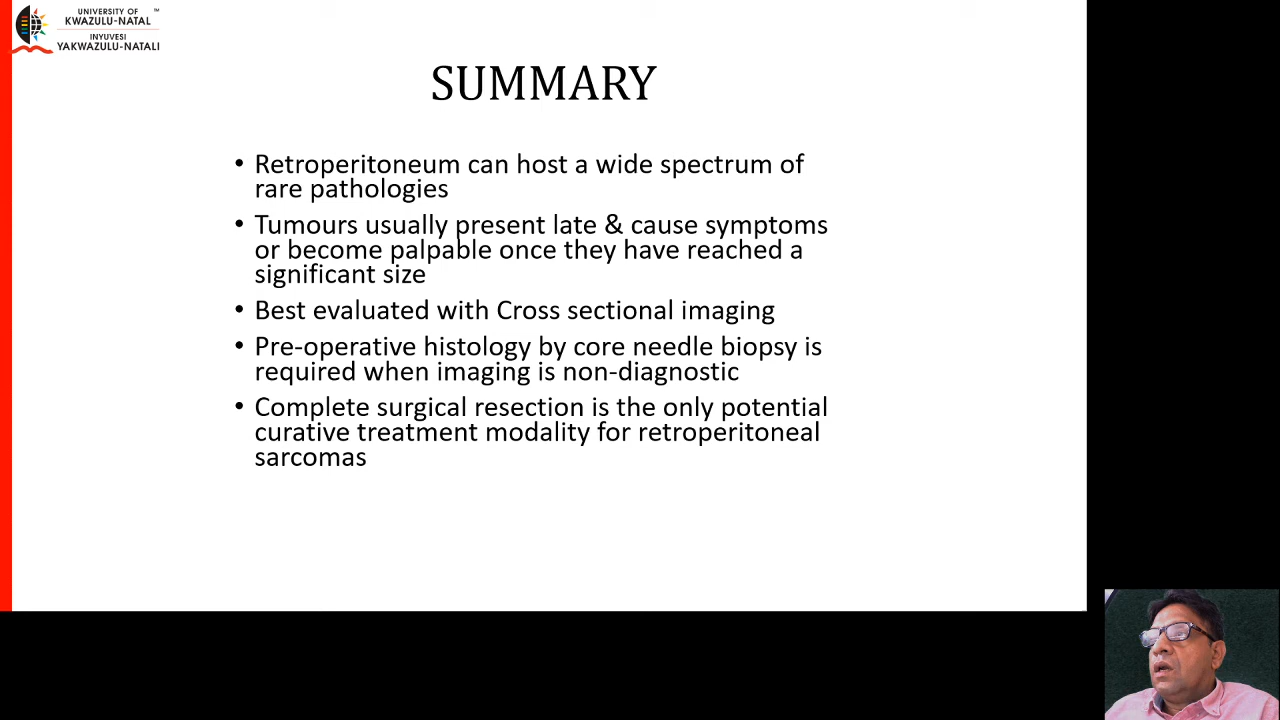 UNIVERSITY OF ™
KWAZULU-NATAL
INYUVESI
YAKWAZULU-NATALI
SUMMARY
• Retroperitoneum can host a wide spectrum of
rare pathologies
• Tumours usually present late & cause symptoms
or become palpable once they have reached a
significant size
• Best evaluated with Cross sectional imaging
• Pre-operative histology by core needle biopsy is
required when imaging is non-diagnostic
• Complete surgical resection is the only potential
curative treatment modality for retroperitoneal
sarcomas